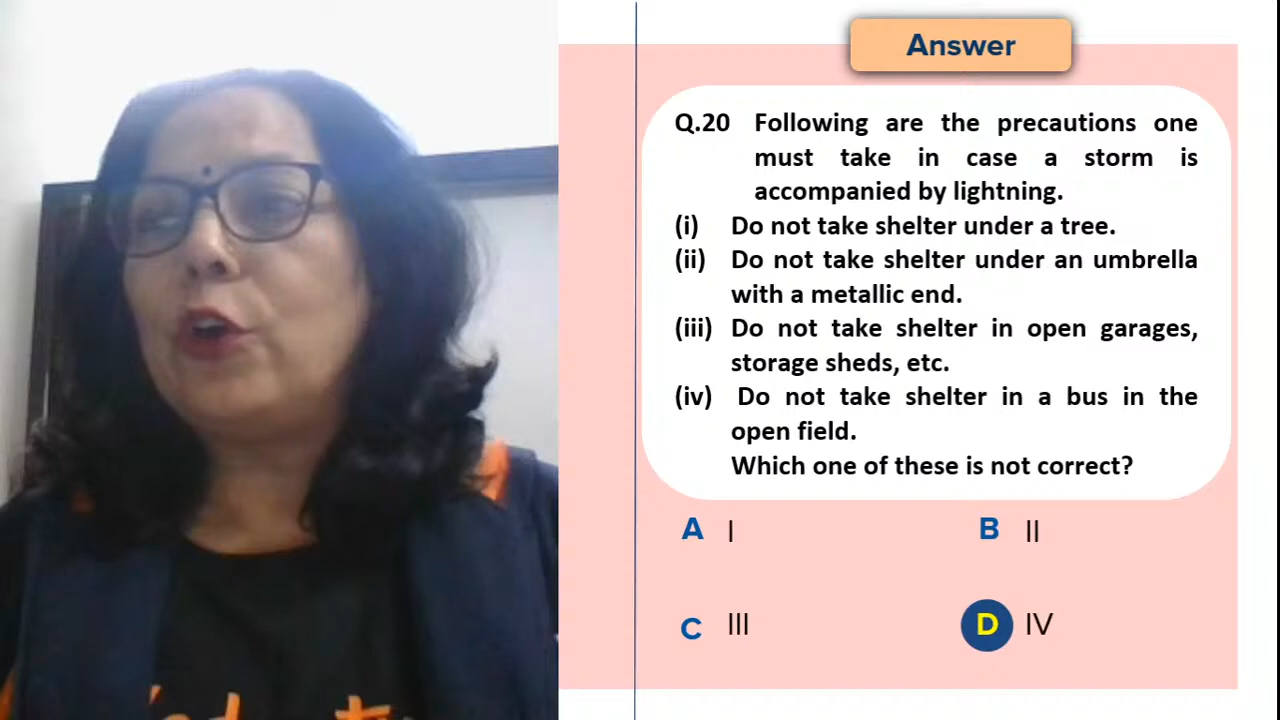 Answer
Q.20 Following are the precautions one
must take in case a storm is
accompanied by lightning.
(i) Do not take shelter under a tree.
(ii) Do not take shelter under an umbrella
with a metallic end.
(iii) Do not take shelter in open garages,
storage sheds, etc.
(iv) Do not take shelter in a bus in the
open field.
Which one of these is not correct?
A I
B II
C III
D IV